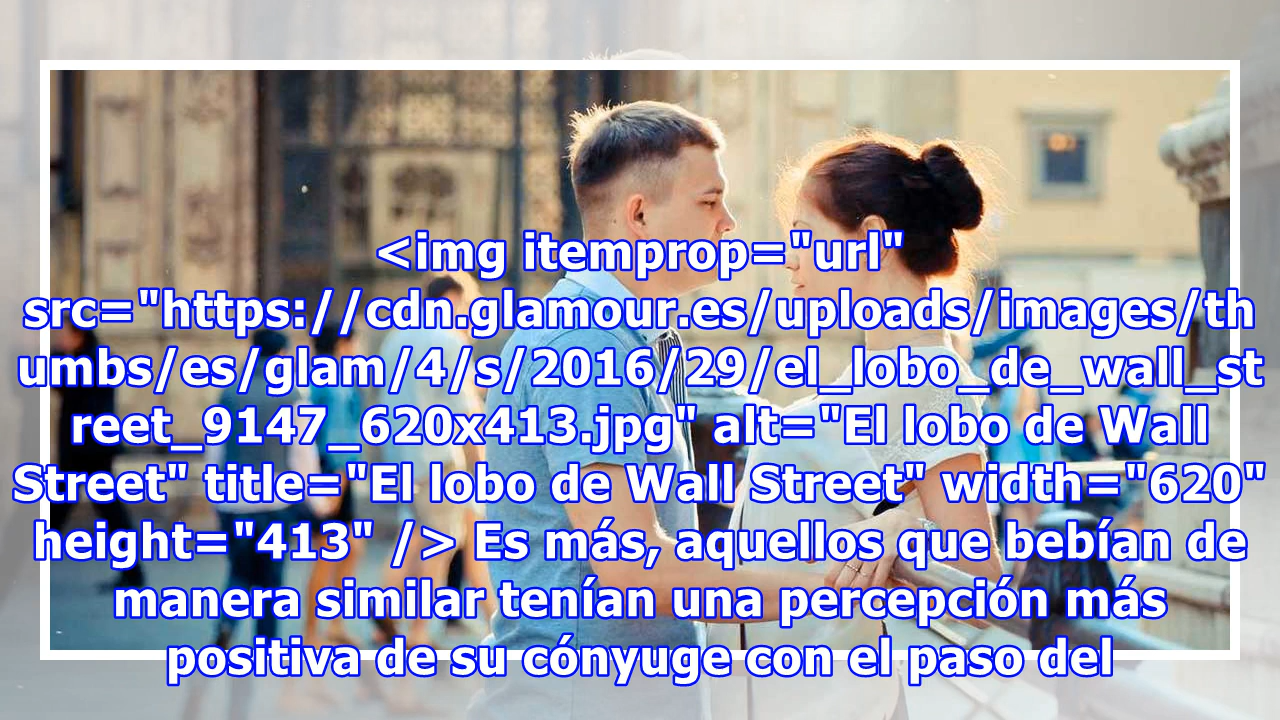 <img itemprop="url"
src="https://cdn.glamour.es/uploads/images/th
umbs/es/glam/4/s/2016/29/el_lobo_de_wall_st
reet_9147_620x413.jpg" alt="El lobo de Wall
Street" title="El lobo de Wall Street" width="620"
height="413" /> Es más, aquellos que bebían de
manera similar tenían una percepción más
positiva de su cónyuge con el paso del